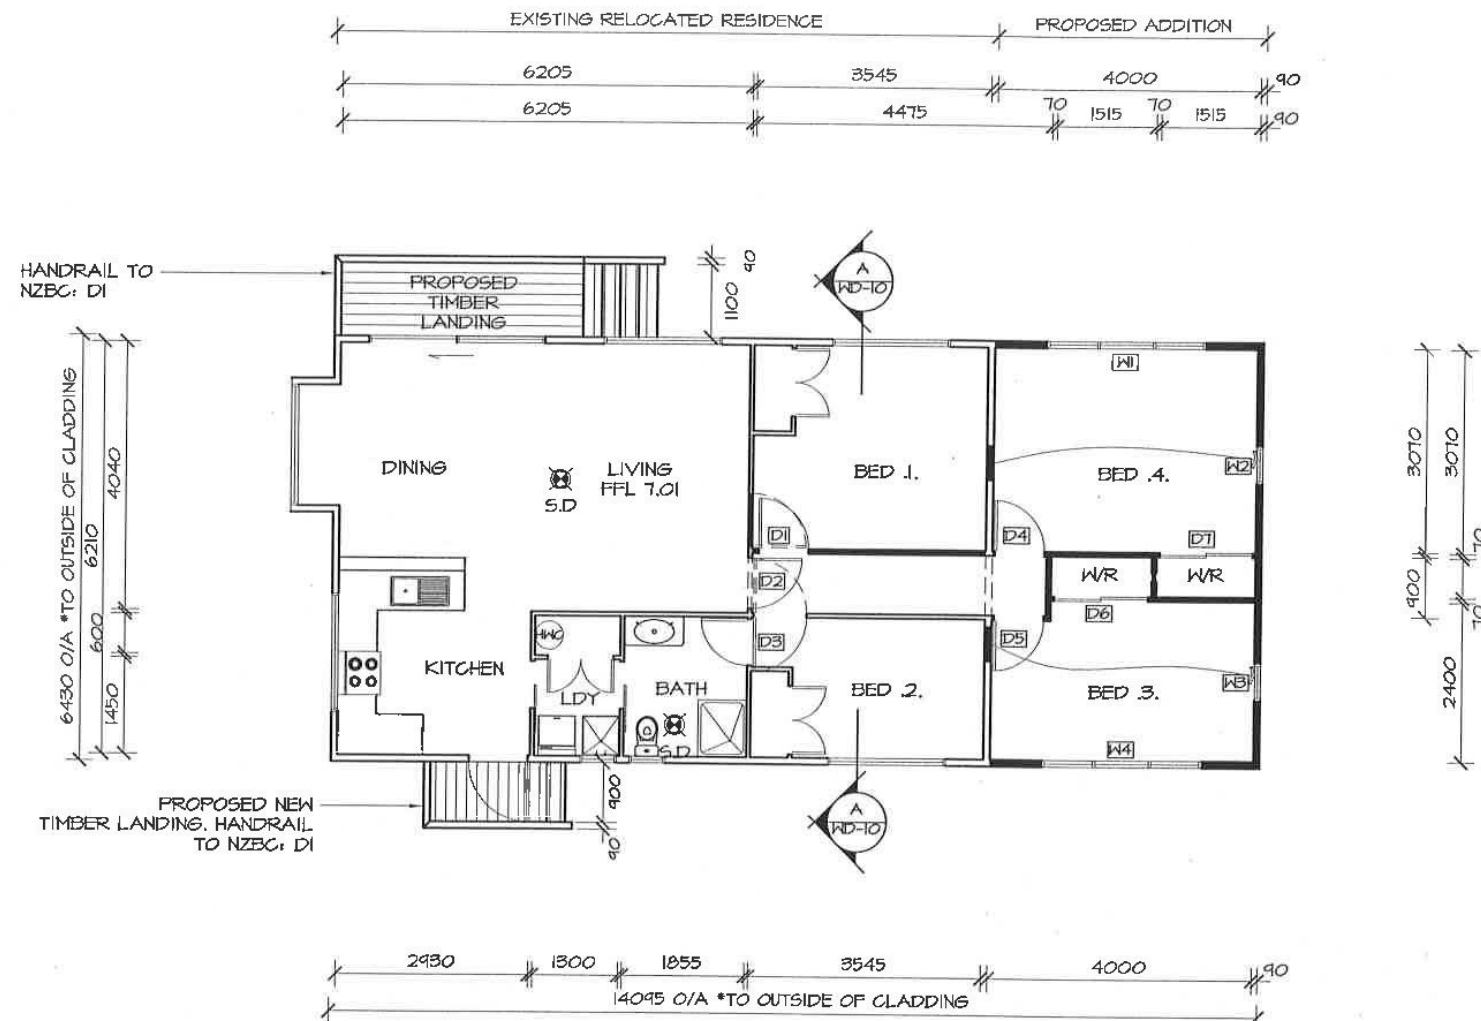 EXISTING RELOCATED RESIDENCE
PROPOSED ADDITION
6205
3545
4000
90
6205
4475
70
1515
70
1515
90
HANDRAIL TO
NZBC: D1
PROPOSED
TIMBER
LANDING
90
1100
A
WD-10
6430 O/A *TO OUTSIDE OF CLADDING
6210
600
4040
1450
DINING
S.D
LIVING
FFL 7.01
BED .1.
W1
BED .4.
W2
D1
D4
D7
D2
W/R
W/R
D6
D3
D5
HWC
KITCHEN
LDY
BATH
S.D
BED .2.
BED .3.
W3
W4
3070
900
3070
70
70
2400
PROPOSED NEW
TIMBER LANDING. HANDRAIL
TO NZBC: D1
900
90
A
WD-10
2930
1300
1855
3545
4000
90
14095 O/A *TO OUTSIDE OF CLADDING